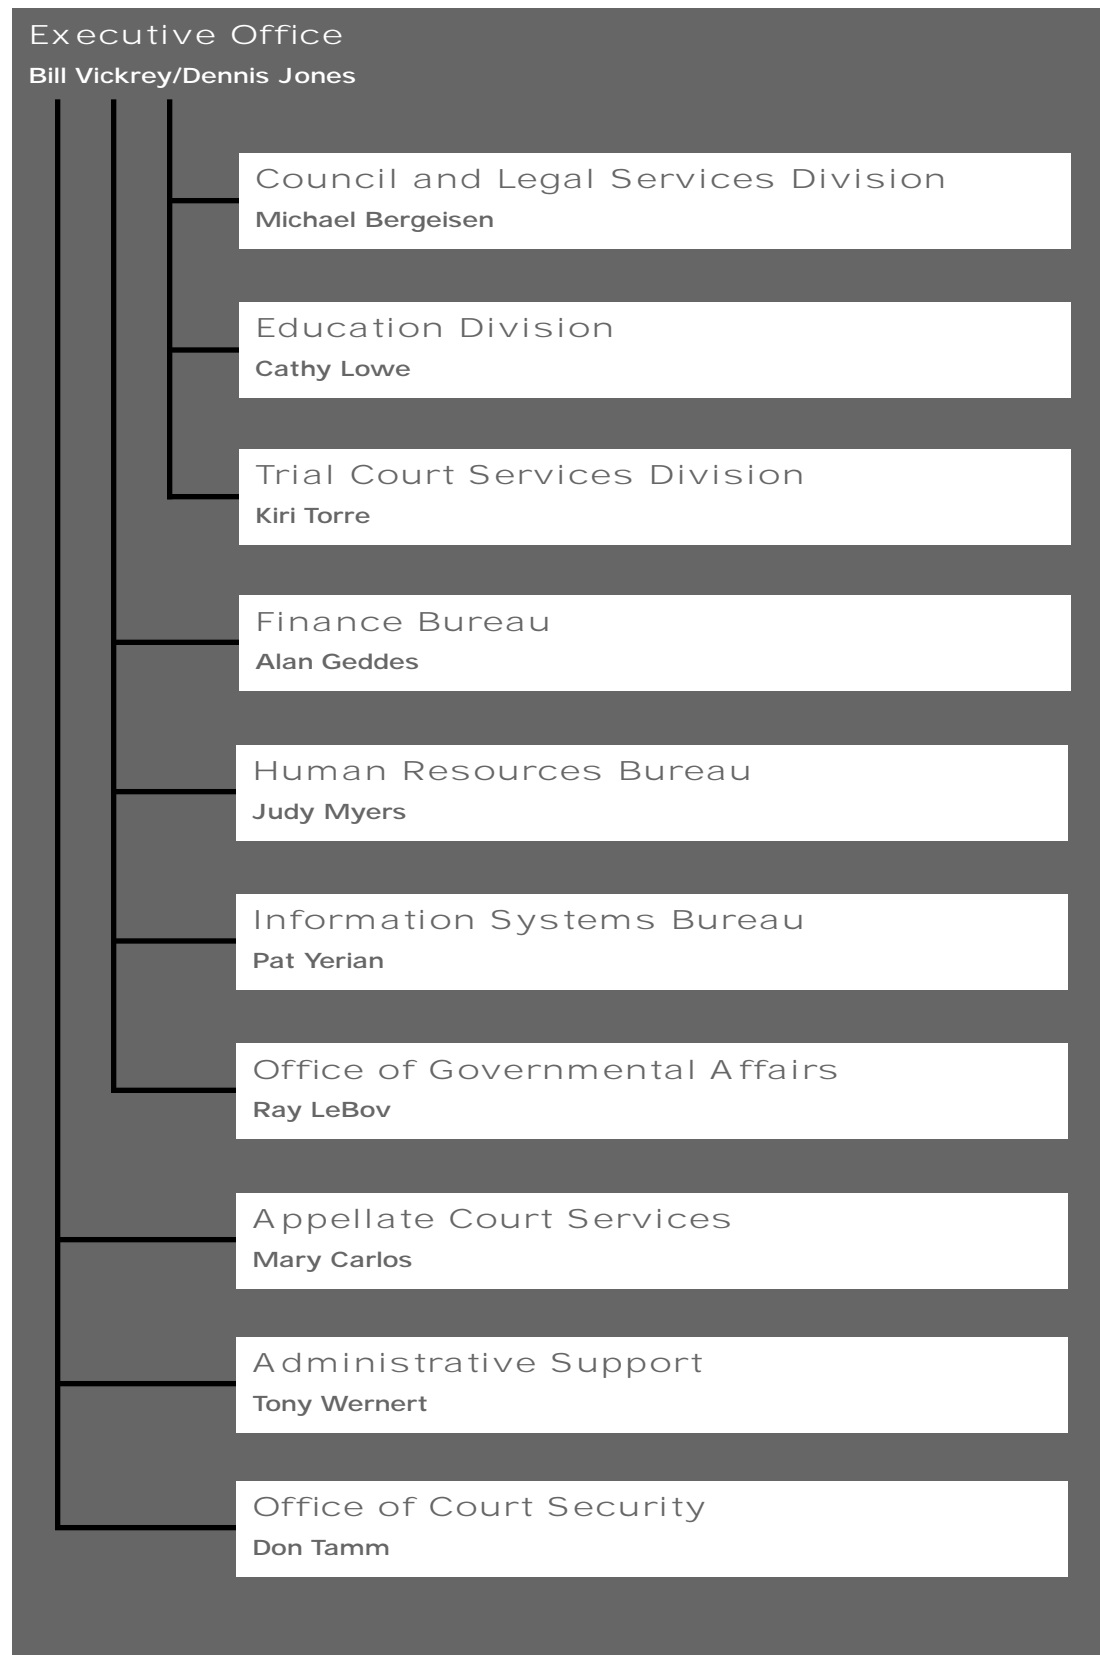 Executive Office
Bill Vickrey/Dennis Jones
Council and Legal Services Division
Michael Bergeisen
Education Division
Cathy Lowe
Trial Court Services Division
Kiri Torre
Finance Bureau
Alan Geddes
Human Resources Bureau
Judy Myers
Information Systems Bureau
Pat Yerian
Office of Governmental Affairs
Ray LeBov
Appellate Court Services
Mary Carlos
Administrative Support
Tony Wernert
Office of Court Security
Don Tamm